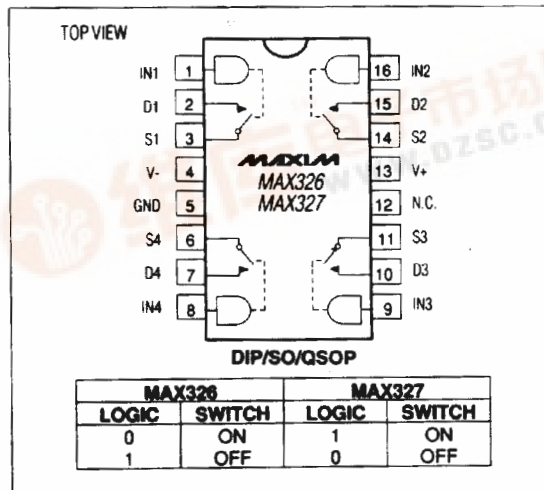 TOP VIEW
IN1 1 16 IN2
D1 2 15 D2
S1 3 14 S2
V- 4 MAXIM 13 V+
MAX326
GND 5 MAX327 12 N.C.
S4 6 11 S3
D4 7 10 D3
IN4 8 9 IN3
DIP/SO/QSOP
MAX326 MAX327
LOGIC SWITCH LOGIC SWITCH
0 ON 1 ON
1 OFF 0 OFF
WWW.DZSC.C